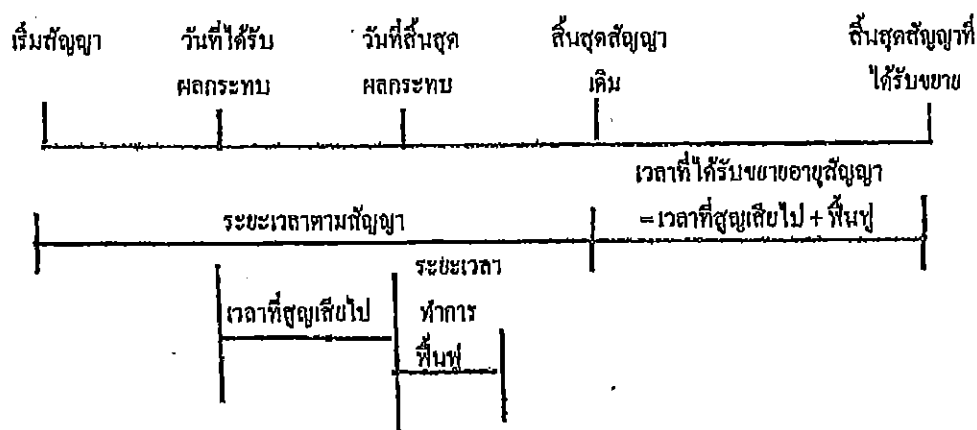 เริ่มสัญญา วันที่ได้รับ วันที่สิ้นสุด สิ้นสุดสัญญา สิ้นสุดสัญญาที่
ผลกระทบ ผลกระทบ เดิม ได้รับขยาย
เวลาที่ได้รับขยายอายุสัญญา
ระยะเวลาตามสัญญา =เวลาที่สูญเสียไป + ฟื้นฟู
ระยะเวลา
เวลาที่สูญเสียไป ทำการ
ฟื้นฟู